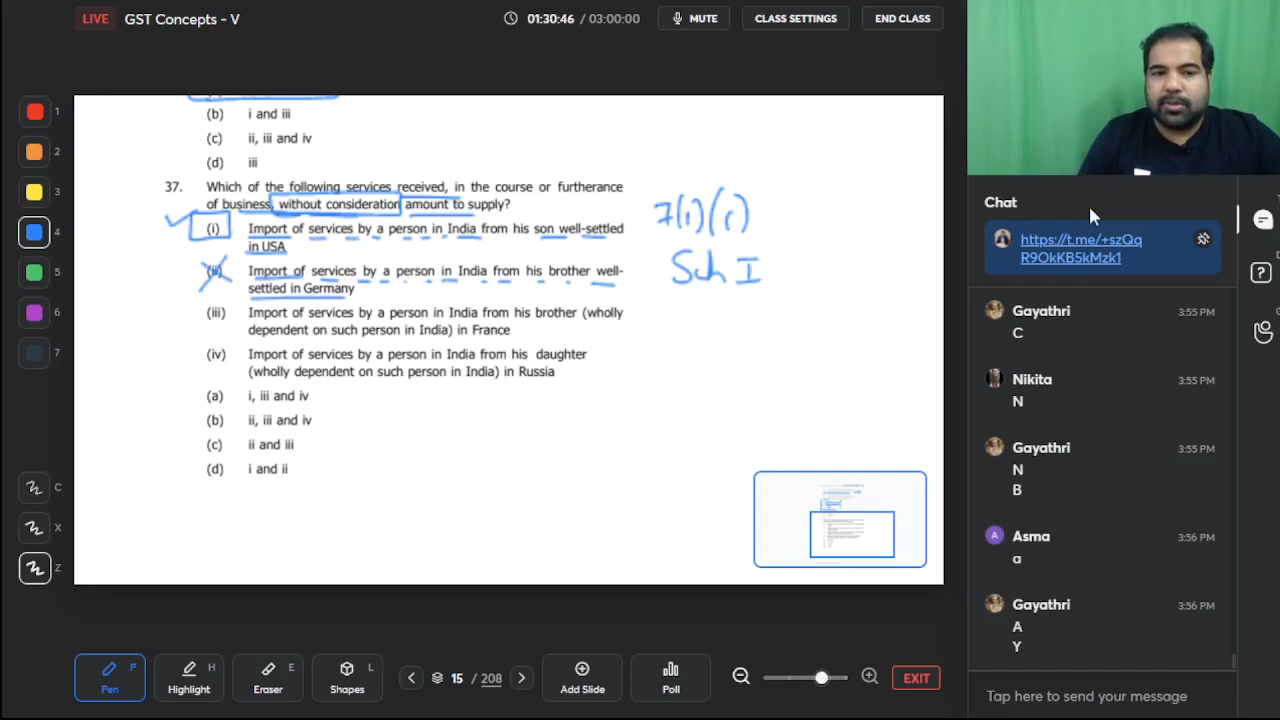 LIVE
GST Concepts - V
01:30:46 / 03:00:00
MUTE
CLASS SETTINGS
END CLASS
1
2
3
4
5
6
7
C
X
Z
(b) i and iii
(c) ii, iii and iv
(d) iii
37. Which of the following services received, in the course or furtherance
of business, without consideration amount to supply?
(i) Import of services by a person in India from his son well-settled
in USA
(ii) Import of services by a person in India from his brother well-
settled in Germany
(iii) Import of services by a person in India from his brother (wholly
dependent on such person in India) in France
(iv) Import of services by a person in India from his daughter
(wholly dependent on such person in India) in Russia
(a) i, iii and iv
(b) ii, iii and iv
(c) ii and iii
(d) i and ii
7(1)(1)
Sch I
Chat
https://t.me/+szQq
R9OkKB5kMzk1
Gayathri 3:55 PM
C
Nikita 3:55 PM
N
Gayathri 3:55 PM
N
B
Asma 3:56 PM
A
a
Gayathri 3:56 PM
A
Y
Tap here to send your message
Pen P
Highlight H
Eraser E
Shapes L
15 / 208
Add Slide
Poll
EXIT